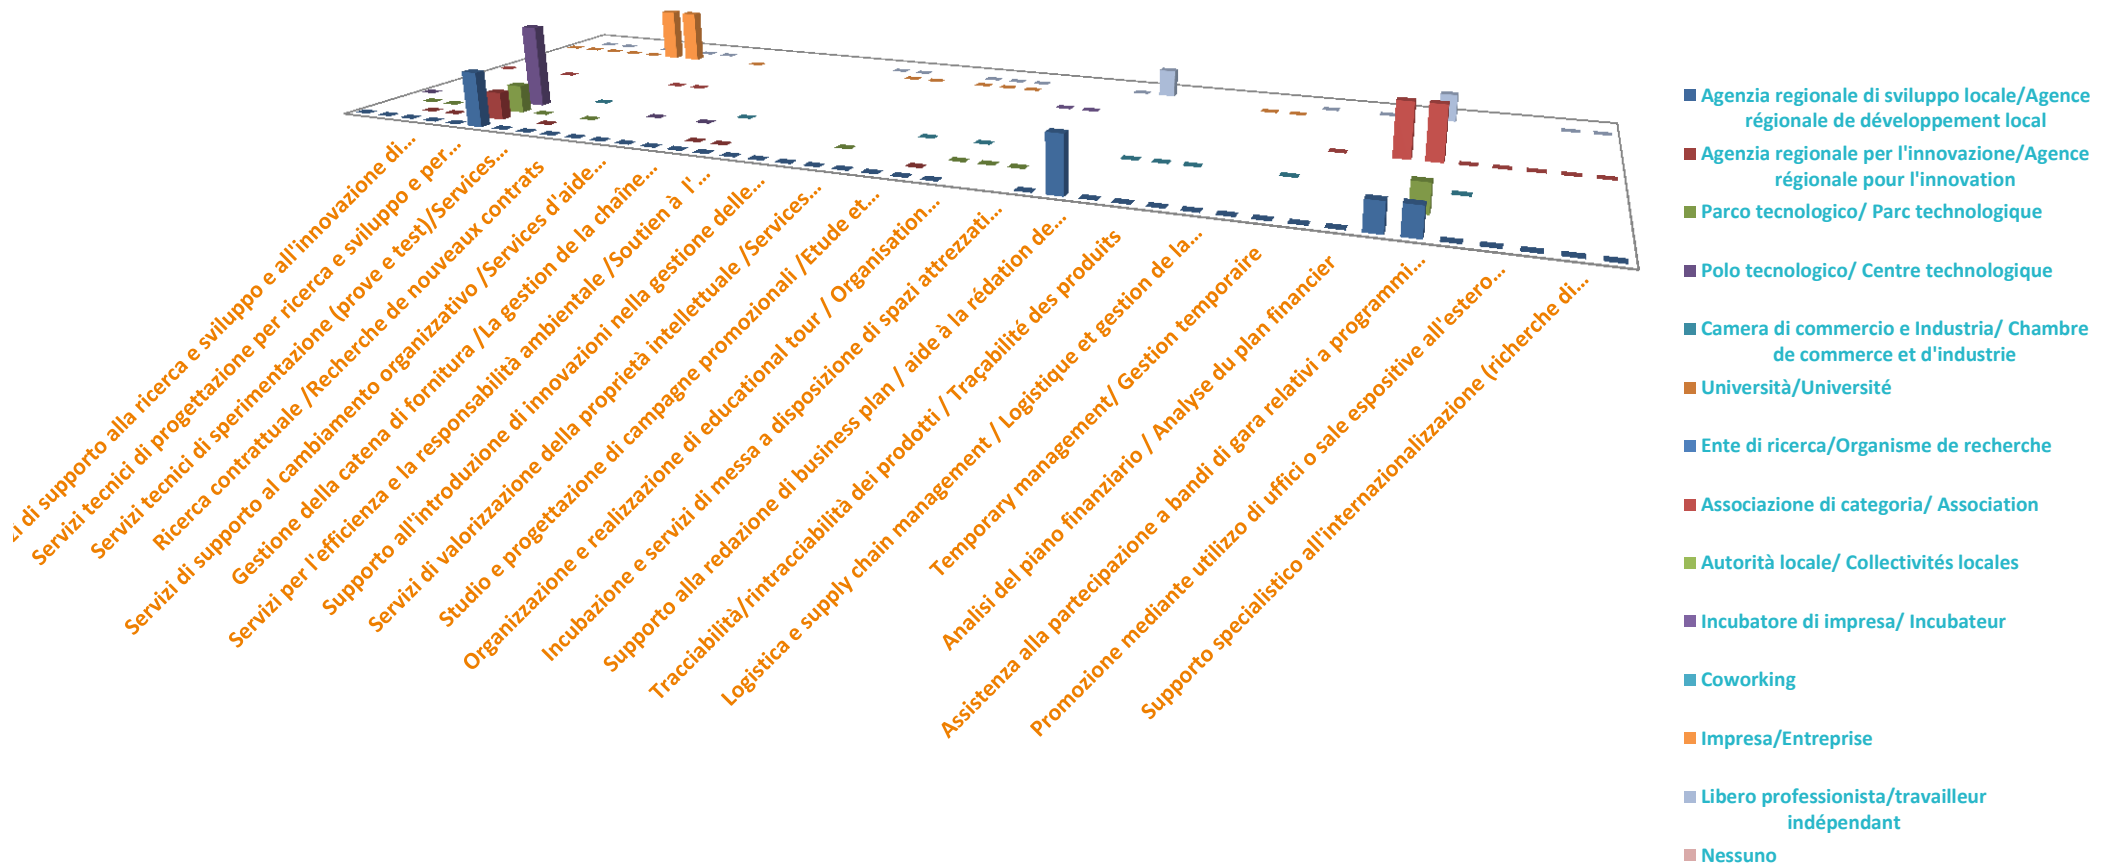 zi di supporto alla ricerca e sviluppo e all'innovazione di...
Servizi tecnici di progettazione per ricerca e sviluppo e per...
Servizi tecnici di sperimentazione (prove e test)/Services...
Ricerca contrattuale /Recherche de nouveaux contrats
Servizi di supporto al cambiamento organizzativo /Services d'aide...
Gestione della catena di fornitura /La gestion de la chaîne...
Servizi per l'efficienza e la responsabilità ambientale /Soutien à l'...
Supporto all'introduzione di innovazioni nella gestione delle...
Servizi di valorizzazione della proprietà intellettuale /Services...
Studio e progettazione di campagne promozionali /Etude et...
Organizzazione e realizzazione di educational tour / Organisation...
Incubazione e servizi di messa a disposizione di spazi attrezzati...
Supporto alla redazione di business plan / aide à la rédation de...
Tracciabilità/rintracciabilità dei prodotti / Traçabilité des produits
Logistica e supply chain management / Logistique et gestion de la...
Temporary management/ Gestion temporaire
Analisi del piano finanziario / Analyse du plan financier
Assistenza alla partecipazione a bandi di gara relativi a programmi...
Promozione mediante utilizzo di uffici o sale espositive all'estero...
Supporto specialistico all'internazionalizzazione (richerche di...
Agenzia regionale di sviluppo locale/Agence
régionale de développement local
Agenzia regionale per l'innovazione/Agence
régionale pour l'innovation
Parco tecnologico/ Parc technologique
Polo tecnologico/ Centre technologique
Camera di commercio e Industria/ Chambre
de commerce et d'industrie
Università/Université
Ente di ricerca/Organisme de recherche
Associazione di categoria/ Association
Autorità locale/ Collectivités locales
Incubatore di impresa/ Incubateur
Coworking
Impresa/Entreprise
Libero professionista/travailleur
indépendant
Nessuno